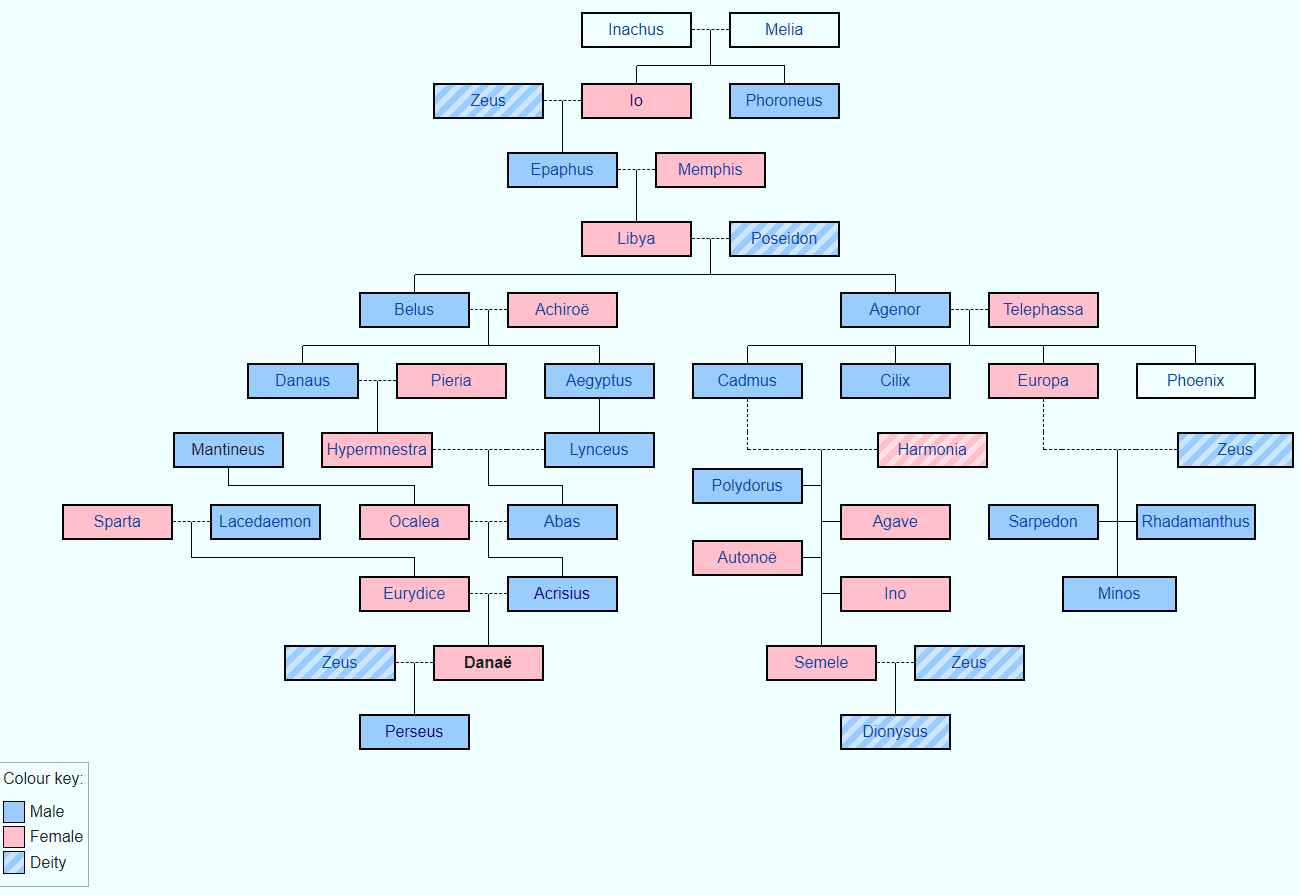 Inachus
Melia
Zeus
Io
Phoroneus
Epaphus
Memphis
Libya
Poseidon
Belus
Achiroë
Agenor
Telephassa
Danaus
Pieria
Aegyptus
Cadmus
Cilix
Europa
Phoenix
Mantineus
Hypermnestra
Lynceus
Harmonia
Zeus
Polydorus
Sparta
Lacedaemon
Ocalea
Abas
Agave
Sarpedon
Rhadamanthus
Autonoë
Eurydice
Acrisius
Ino
Minos
Zeus
Danaë
Semele
Zeus
Perseus
Dionysus
Colour key:
Male
Female
Deity